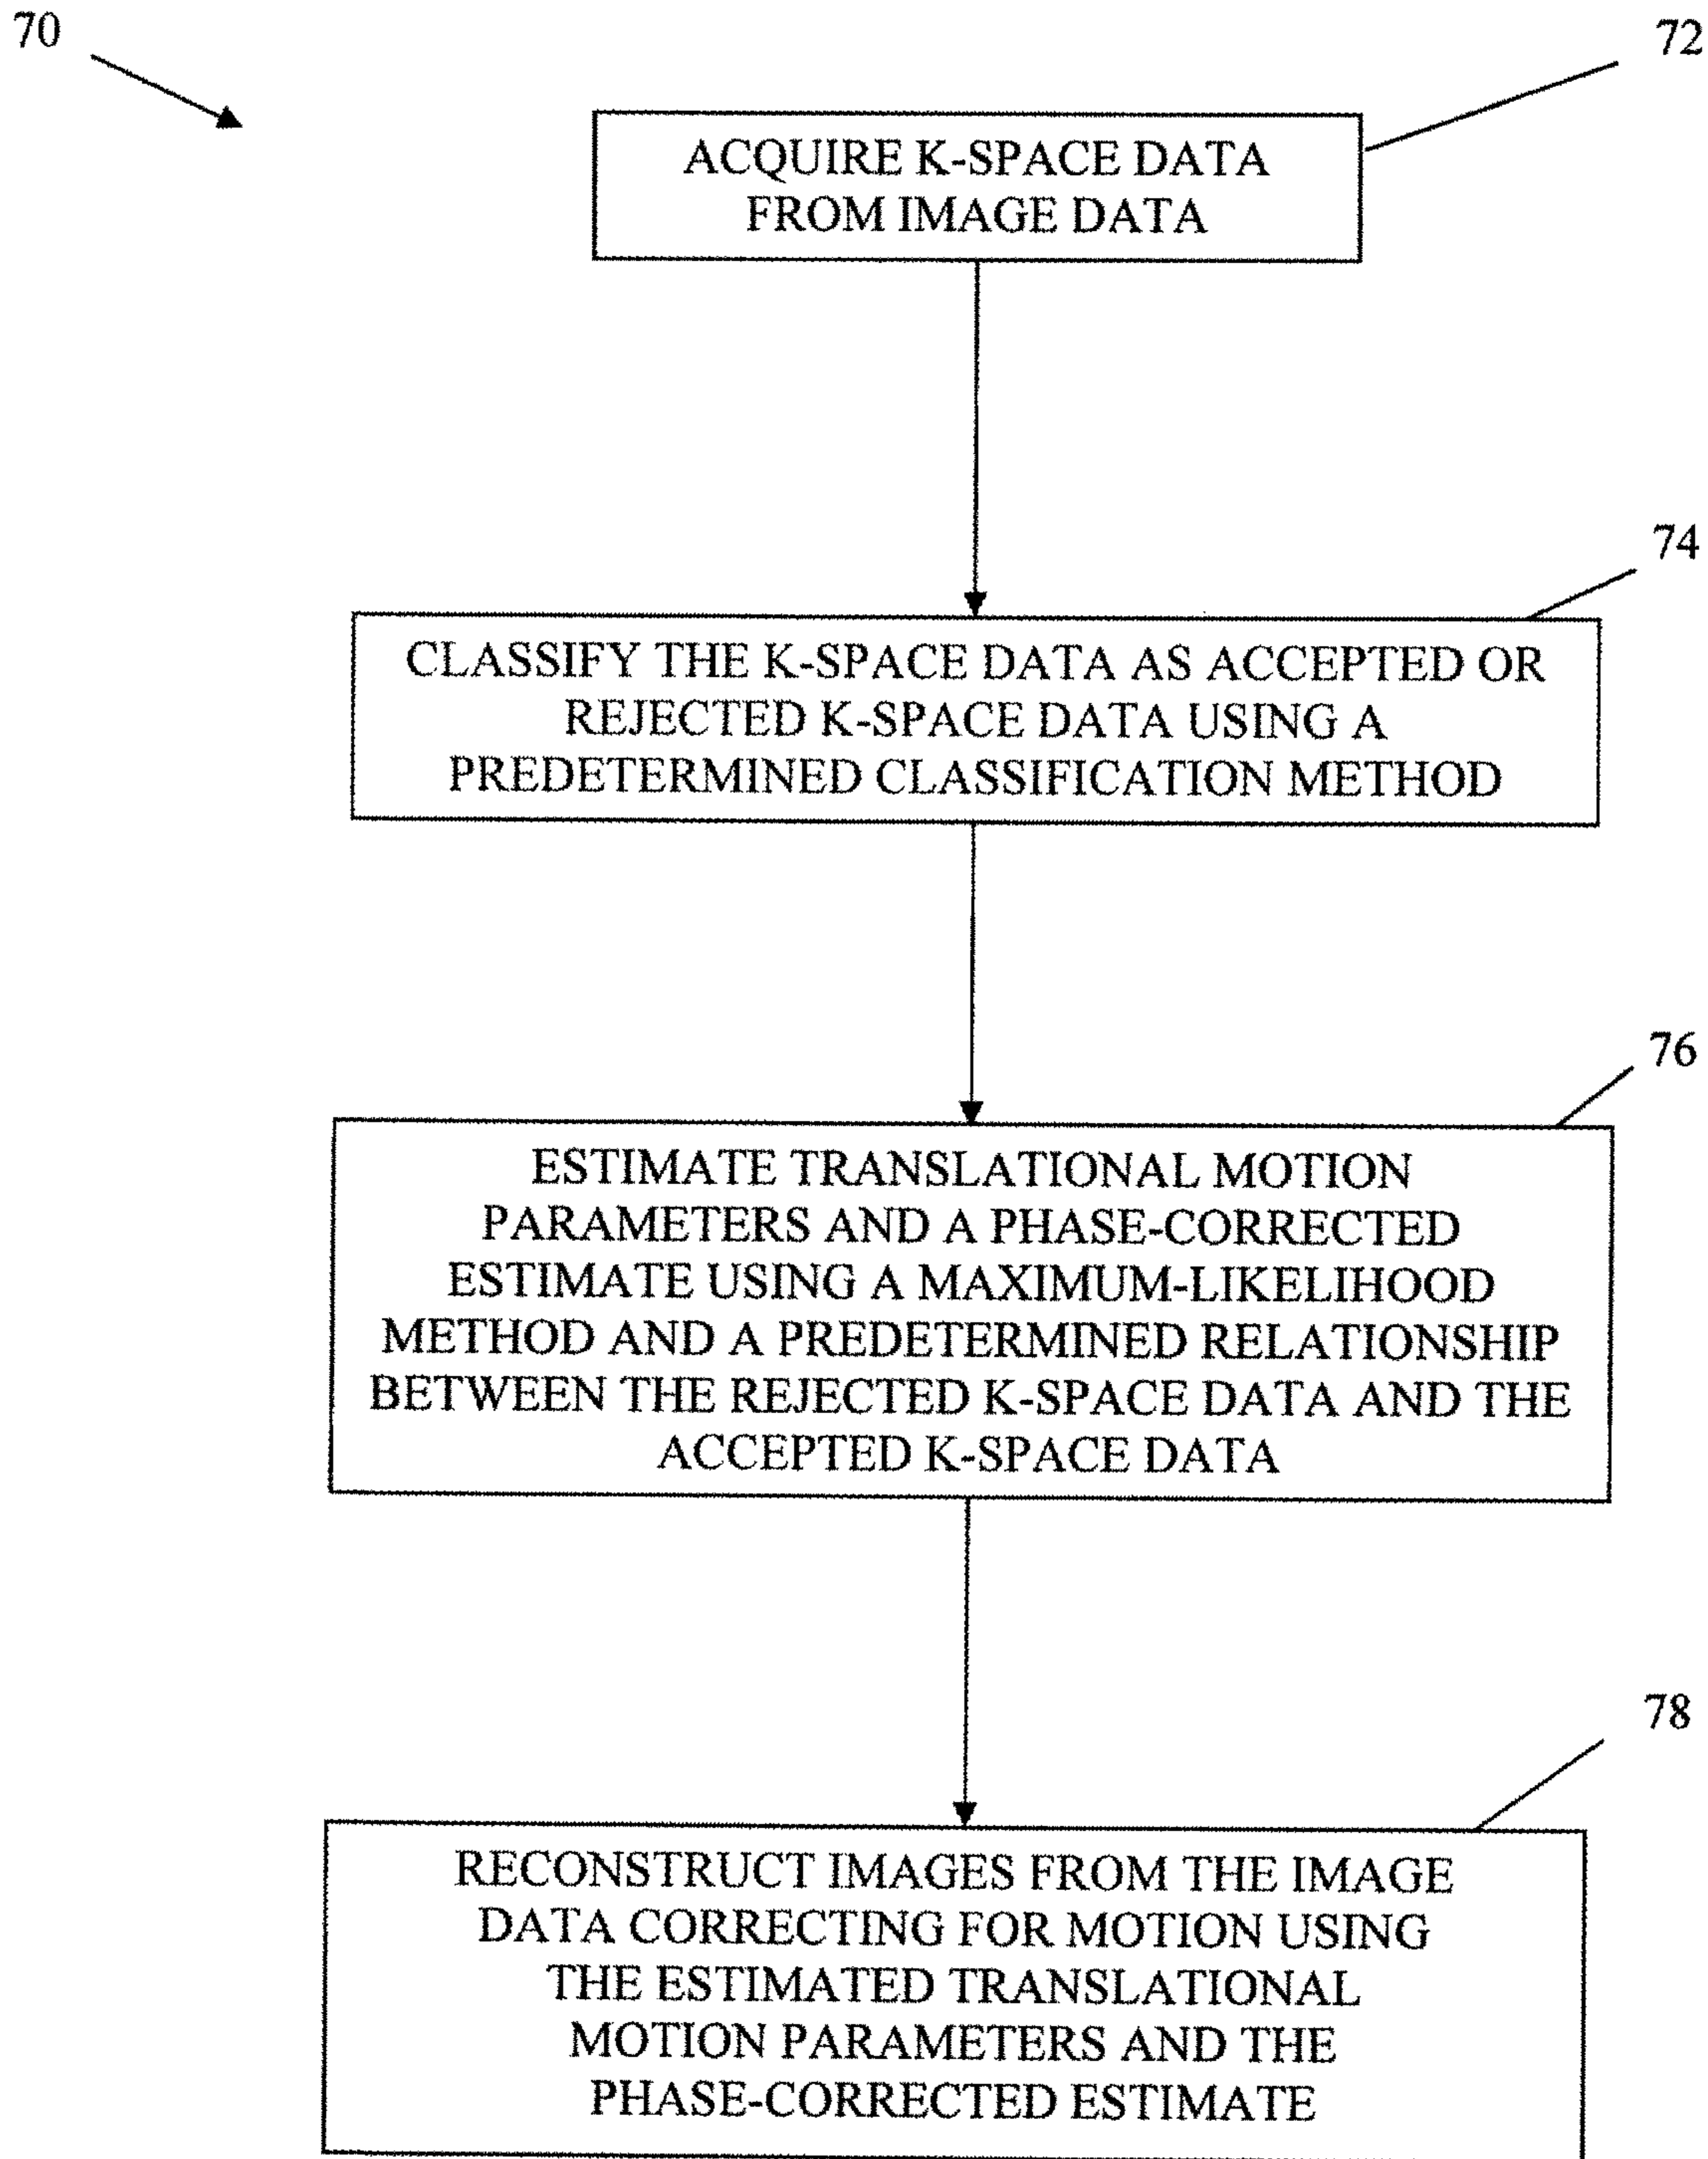 70
72
ACQUIRE K-SPACE DATA
FROM IMAGE DATA
74
CLASSIFY THE K-SPACE DATA AS ACCEPTED OR
REJECTED K-SPACE DATA USING A
PREDETERMINED CLASSIFICATION METHOD
76
ESTIMATE TRANSLATIONAL MOTION
PARAMETERS AND A PHASE-CORRECTED
ESTIMATE USING A MAXIMUM-LIKELIHOOD
METHOD AND A PREDETERMINED RELATIONSHIP
BETWEEN THE REJECTED K-SPACE DATA AND THE
ACCEPTED K-SPACE DATA
78
RECONSTRUCT IMAGES FROM THE IMAGE
DATA CORRECTING FOR MOTION USING
THE ESTIMATED TRANSLATIONAL
MOTION PARAMETERS AND THE
PHASE-CORRECTED ESTIMATE